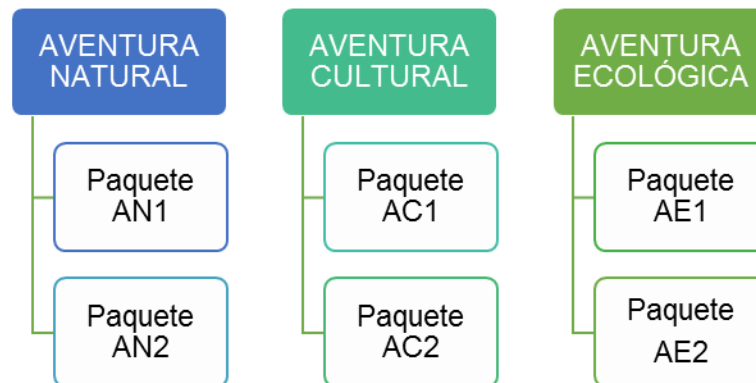 AVENTURA
NATURAL
Paquete
AN1
Paquete
AN2
AVENTURA
CULTURAL
Paquete
AC1
Paquete
AC2
AVENTURA
ECOLÓGICA
Paquete
AE1
Paquete
AE2